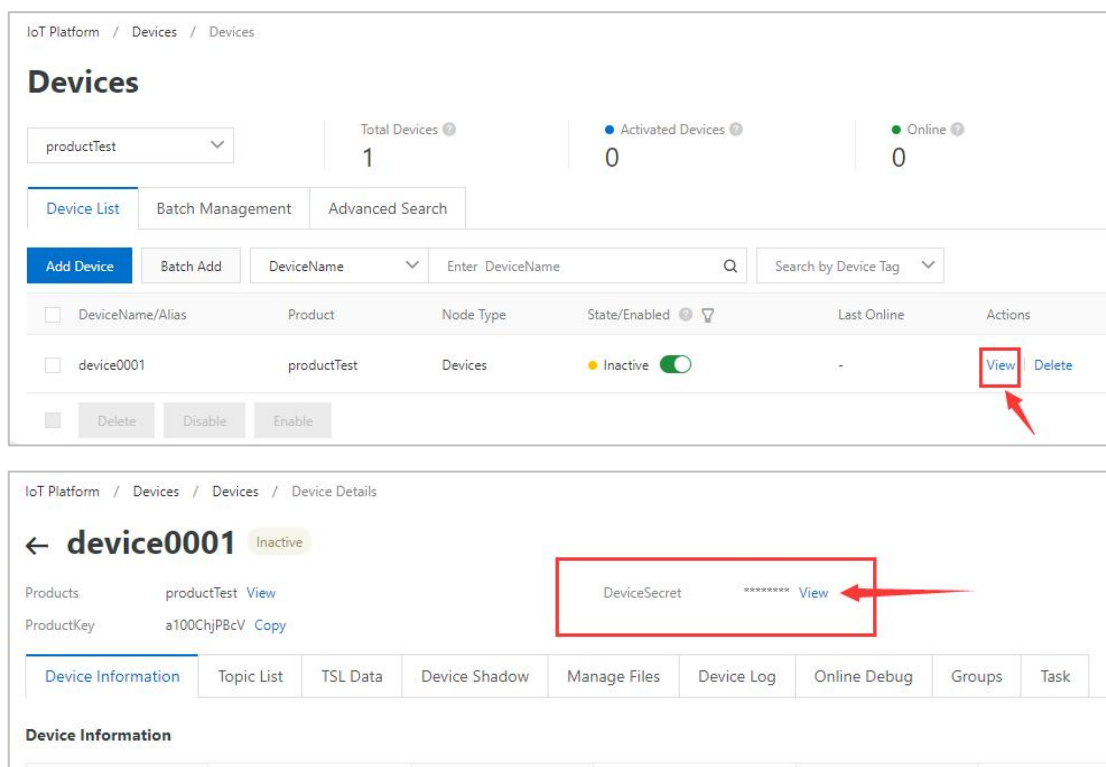 IoT Platform / Devices / Devices
Devices
productTest
Total Devices
1
Activated Devices
0
Online
0
Device List Batch Management Advanced Search
Add Device Batch Add DeviceName Enter DeviceName Search by Device Tag
DeviceName/Alias Product Node Type State/Enabled Last Online Actions
device0001 productTest Devices Inactive - View Delete
Delete Disable Enable
IoT Platform / Devices / Devices / Device Details
← device0001 Inactive
Products productTest View DeviceSecret ******** View
ProductKey a100ChjPBcV Copy
Device Information Topic List TSL Data Device Shadow Manage Files Device Log Online Debug Groups Task
Device Information